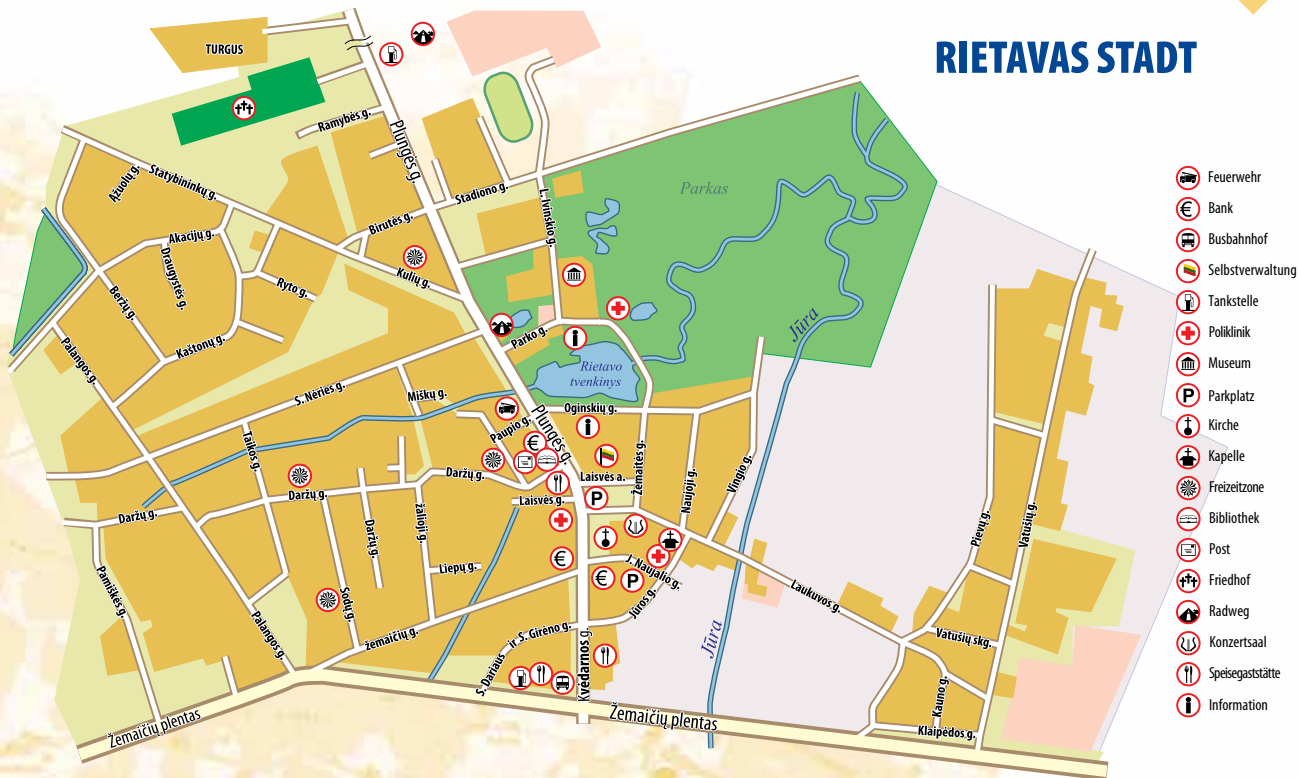 RIETAVAS STADT
TURGUS
Ramybės g.
Plungės g.
Ąžuolų g.
Statybininkų g.
Stadiono g.
L. Ivinskio g.
Parkas
Birutės g.
Akacijų g.
Draugystės g.
Kulių g.
Ryto g.
Beržų g.
Kaštonų g.
Palangos g.
Parko g.
Jūra
Rietavo
tvenkinys
S. Nėries g.
Miškų g.
Oginskių g.
Paupio g.
Plungės g.
Taikos g.
Daržų g.
Laisvės a.
Žemaitės g.
Naujoji g.
Vingio g.
Daržų g.
Laisvės g.
Daržų g.
Daržų g.
žalioji g.
Pievų g.
Vatušių g.
Liepų g.
J. Naujalio g.
Pamiškės g.
Sodų g.
Jūros g.
Laukuvos g.
Palangos g.
žemaičių g.
S. Dariaus ir S. Girėno g.
Kvėdarnos g.
Jūra
Vatušių skg.
Kauno g.
Klaipėdos g.
Žemaičių plentas
Žemaičių plentas
Feuerwehr
€ Bank
Busbahnhof
Selbstverwaltung
Tankstelle
Poliklinik
Museum
P Parkplatz
Kirche
Kapelle
Freizeitzone
Bibliothek
Post
Friedhof
Radweg
Konzertsaal
Speisegaststätte
i Information